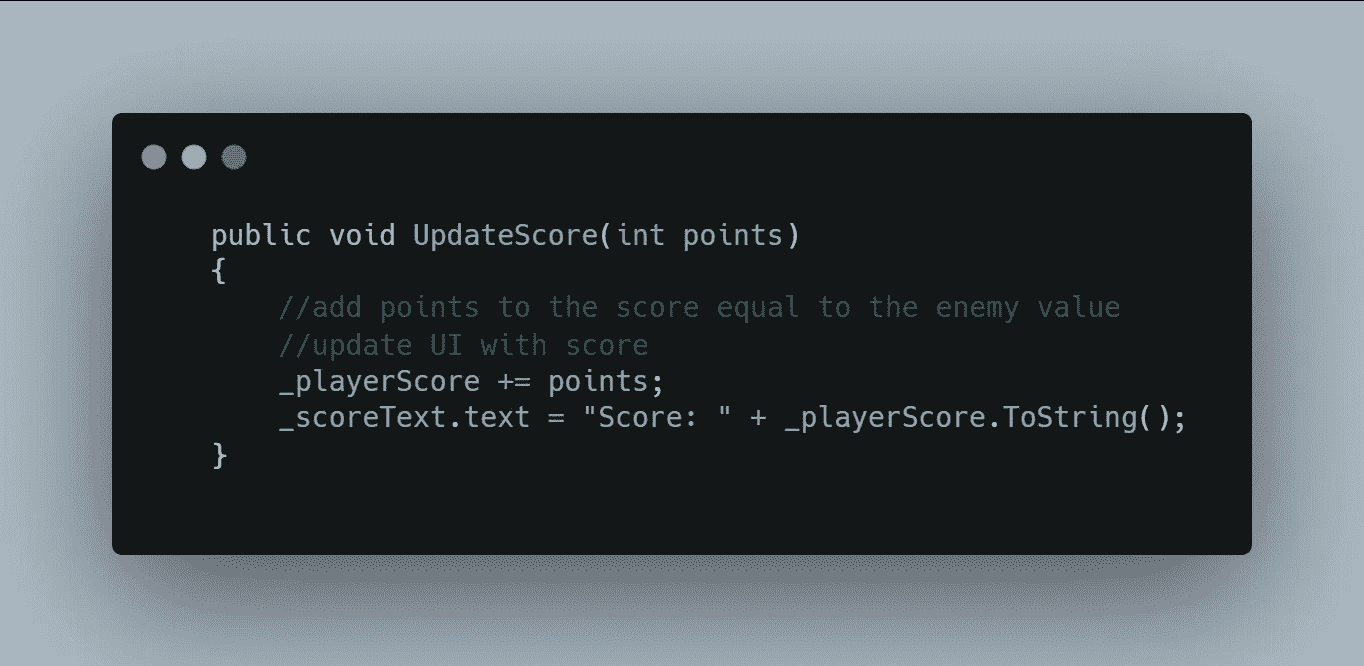 public void UpdateScore(int points)
{
    //add points to the score equal to the enemy value
    //update UI with score
    _playerScore += points;
    _scoreText.text = "Score: " + _playerScore.ToString();
}